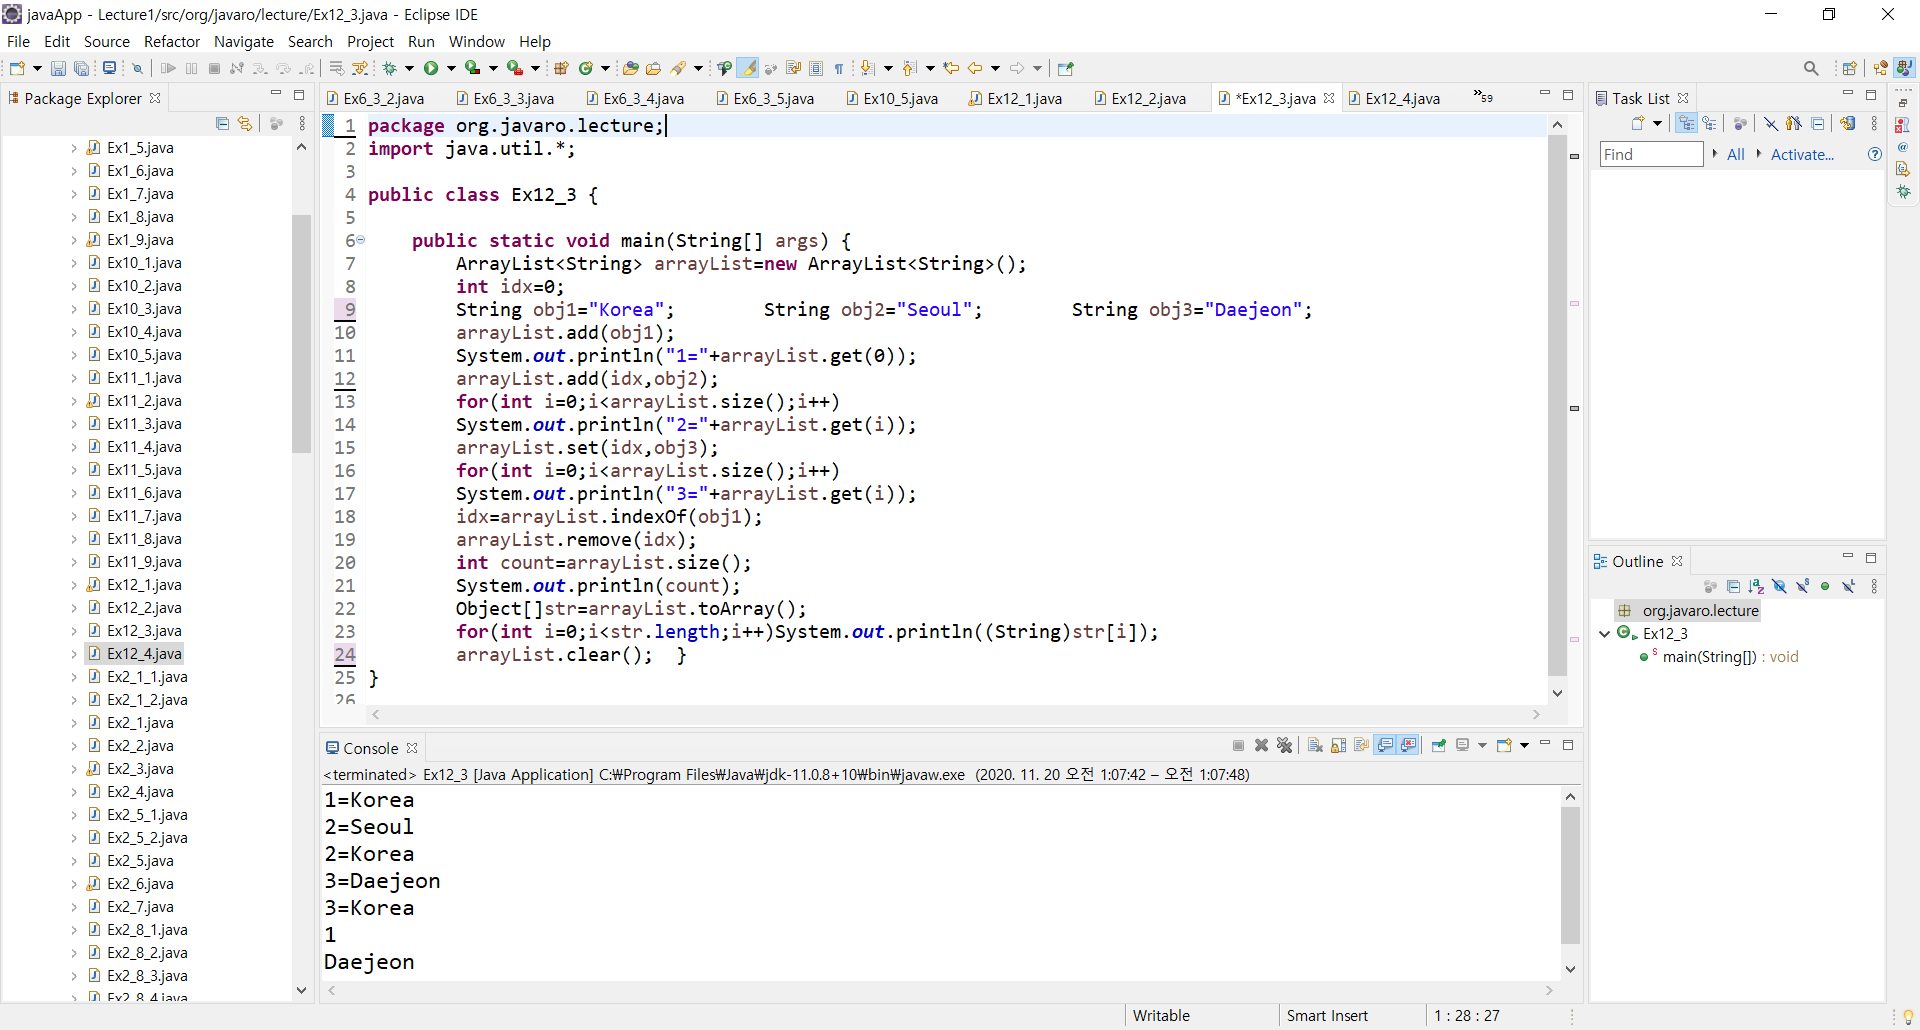 javaApp - Lecture1/src/org/javaro/lecture/Ex12_3.java - Eclipse IDE
File Edit Source Refactor Navigate Search Project Run Window Help
Package Explorer
Ex1_5.java
Ex1_6.java
Ex1_7.java
Ex1_8.java
Ex1_9.java
Ex10_1.java
Ex10_2.java
Ex10_3.java
Ex10_4.java
Ex10_5.java
Ex11_1.java
Ex11_2.java
Ex11_3.java
Ex11_4.java
Ex11_5.java
Ex11_6.java
Ex11_7.java
Ex11_8.java
Ex11_9.java
Ex12_1.java
Ex12_2.java
Ex12_3.java
Ex12_4.java
Ex2_1_1.java
Ex2_1_2.java
Ex2_1.java
Ex2_2.java
Ex2_3.java
Ex2_4.java
Ex2_5_1.java
Ex2_5_2.java
Ex2_5.java
Ex2_6.java
Ex2_7.java
Ex2_8_1.java
Ex2_8_2.java
Ex2_8_3.java
Ex2_8_4.java
Ex6_3_2.java Ex6_3_3.java Ex6_3_4.java Ex6_3_5.java Ex10_5.java Ex12_1.java Ex12_2.java *Ex12_3.java Ex12_4.java »59
1 package org.javaro.lecture;
2 import java.util.*;
3
4 public class Ex12_3 {
5
6 public static void main(String[] args) {
7 ArrayList<String> arrayList=new ArrayList<String>();
8 int idx=0;
9 String obj1="Korea"; String obj2="Seoul"; String obj3="Daejeon";
10 arrayList.add(obj1);
11 System.out.println("1="+arrayList.get(0));
12 arrayList.add(idx,obj2);
13 for(int i=0;i<arrayList.size();i++)
14 System.out.println("2="+arrayList.get(i));
15 arrayList.set(idx,obj3);
16 for(int i=0;i<arrayList.size();i++)
17 System.out.println("3="+arrayList.get(i));
18 idx=arrayList.indexOf(obj1);
19 arrayList.remove(idx);
20 int count=arrayList.size();
21 System.out.println(count);
22 Object[]str=arrayList.toArray();
23 for(int i=0;i<str.length;i++)System.out.println((String)str[i]);
24 arrayList.clear(); }
25 }
26
Console
<terminated> Ex12_3 [Java Application] C:₩Program Files₩Java₩jdk-11.0.8+10₩bin₩javaw.exe (2020. 11. 20 오전 1:07:42 – 오전 1:07:48)
1=Korea
2=Seoul
2=Korea
3=Daejeon
3=Korea
1
Daejeon
Task List
Find All Activate...
Outline
org.javaro.lecture
Ex12_3
main(String[]) : void
Writable Smart Insert 1 : 28 : 27